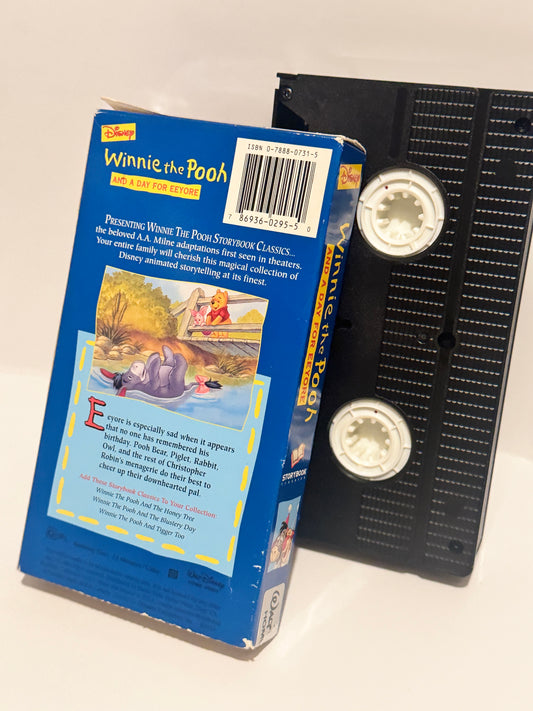 Disney
Winnie the Pooh
AND A DAY FOR EEYORE
ISBN 0-7888-0731-5
7 86936-0295-5 0
PRESENTING WINNIE THE POOH STORYBOOK CLASSICS...
the beloved A.A. Milne adaptations first seen in theaters.
Your entire family will cherish this magical collection of
Disney animated storytelling at its finest.
Eeyore is especially sad when it appears
that no one has remembered his
birthday. Pooh Bear, Piglet, Rabbit,
Owl, and the rest of Christopher
Robin's menagerie do their best to
cheer up their downhearted pal.
Add These Storybook Classics To Your Collection:
Winnie The Pooh And The Honey Tree
Winnie The Pooh And The Blustery Day
Winnie The Pooh And Tigger Too
Disney
Winnie the Pooh
AND A DAY FOR EEYORE
STORYBOOK
CLASSICS